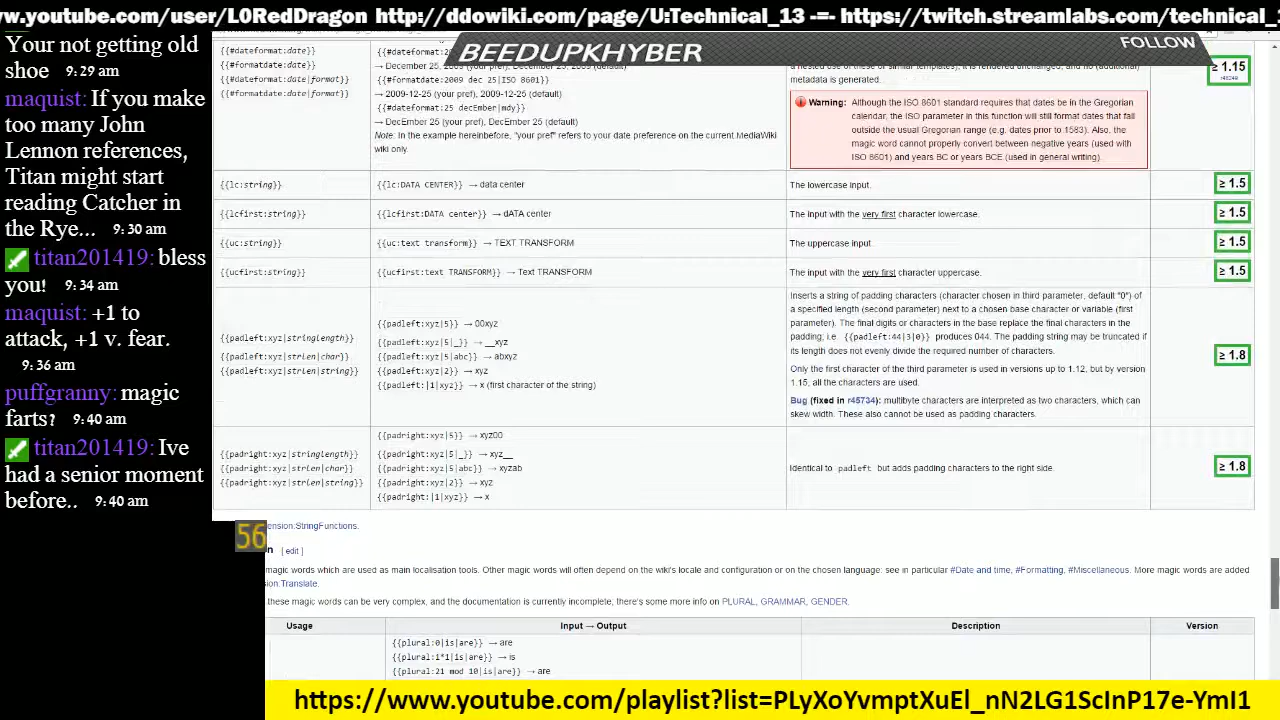 w.youtube.com/user/L0RedDragon http://ddowiki.com/page/U:Technical_13 -=- https://twitch.streamlabs.com/technical_1
Your not getting old
shoe 9:29 am
maquist: If you make
too many John
Lennon references,
Titan might start
reading Catcher in
the Rye... 9:30 am
titan201419: bless
you! 9:34 am
maquist: +1 to
attack, +1 v. fear.
9:36 am
puffgranny: magic
farts? 9:40 am
titan201419: Ive
had a senior moment
before.. 9:40 am
BEEDUPKHYBER
FOLLOW
{{#dateformat:date}}
{{#formatdate:date}}
{{#dateformat:date|format}}
{{#formatdate:date|format}}
{{#dateformat:25
→ December 25, (default)
{{#formatdate:2009 dec 25|ISO 8601}}
→ 2009-12-25 (your pref), 2009-12-25 (default)
{{#dateformat:25 decEmber|mdy}}
→ DecEmber 25 (your pref), DecEmber 25 (default)
Note: In the example hereinbefore, "your pref" refers to your date preference on the current MediaWiki
wiki only.
metadata is generated.
Warning: Although the ISO 8601 standard requires that dates be in the Gregorian
calendar, the ISO parameter in this function will still format dates that fall
outside the usual Gregorian range (e.g. dates prior to 1583). Also, the
magic word cannot properly convert between negative years (used with
ISO 8601) and years BC or years BCE (used in general writing).
≥ 1.15
{{lc:string}}
{{lc:DATA CENTER}} → data center
The lowercase input.
≥ 1.5
{{lcfirst:string}}
{{lcfirst:DATA center}} → dATA center
The input with the very first character lowercase.
≥ 1.5
{{uc:string}}
{{uc:text transform}} → TEXT TRANSFORM
The uppercase input.
≥ 1.5
{{ucfirst:string}}
{{ucfirst:text TRANSFORM}} → Text TRANSFORM
The input with the very first character uppercase.
≥ 1.5
{{padleft:xyz|stringlength}}
{{padleft:xyz|strlen|char}}
{{padleft:xyz|strlen|string}}
{{padleft:xyz|5}} → 00xyz
{{padleft:xyz|5|_}} → __xyz
{{padleft:xyz|5|abc}} → abxyz
{{padleft:xyz|2}} → xyz
{{padleft:|1|xyz}} → x (first character of the string)
Inserts a string of padding characters (character chosen in third parameter, default "0") of
a specified length (second parameter) next to a chosen base character or variable (first
parameter). The final digits or characters in the base replace the final characters in the
padding; i.e. {{padleft:44|3|0}} produces 044. The padding string may be truncated if
its length does not evenly divide the required number of characters.
Only the first character of the third parameter is used in versions up to 1.12, but by version
1.15, all the characters are used.
Bug (fixed in r45734): multibyte characters are interpreted as two characters, which can
skew width. These also cannot be used as padding characters.
≥ 1.8
{{padright:xyz|stringlength}}
{{padright:xyz|strlen|char}}
{{padright:xyz|strlen|string}}
{{padright:xyz|5}} → xyz00
{{padright:xyz|5|_}} → xyz__
{{padright:xyz|5|abc}} → xyzab
{{padright:xyz|2}} → xyz
{{padright:|1|xyz}} → x
Identical to padleft but adds padding characters to the right side.
≥ 1.8
56
ension:StringFunctions.
n [ edit ]
magic words which are used as main localisation tools. Other magic words will often depend on the wiki's locale and configuration or on the chosen language: see in particular #Date and time, #Formatting, #Miscellaneous. More magic words are added
sion:Translate.
these magic words can be very complex, and the documentation is currently incomplete, there's some more info on PLURAL, GRAMMAR, GENDER.
Usage
Input → Output
Description
Version
{{plural:0|is|are}} → are
{{plural:1*1|is|are}} → is
{{plural:21 mod 10|is|are}} → are
https://www.youtube.com/playlist?list=PLyXoYvmptXuEl_nN2LG1ScInP17e-YmI1